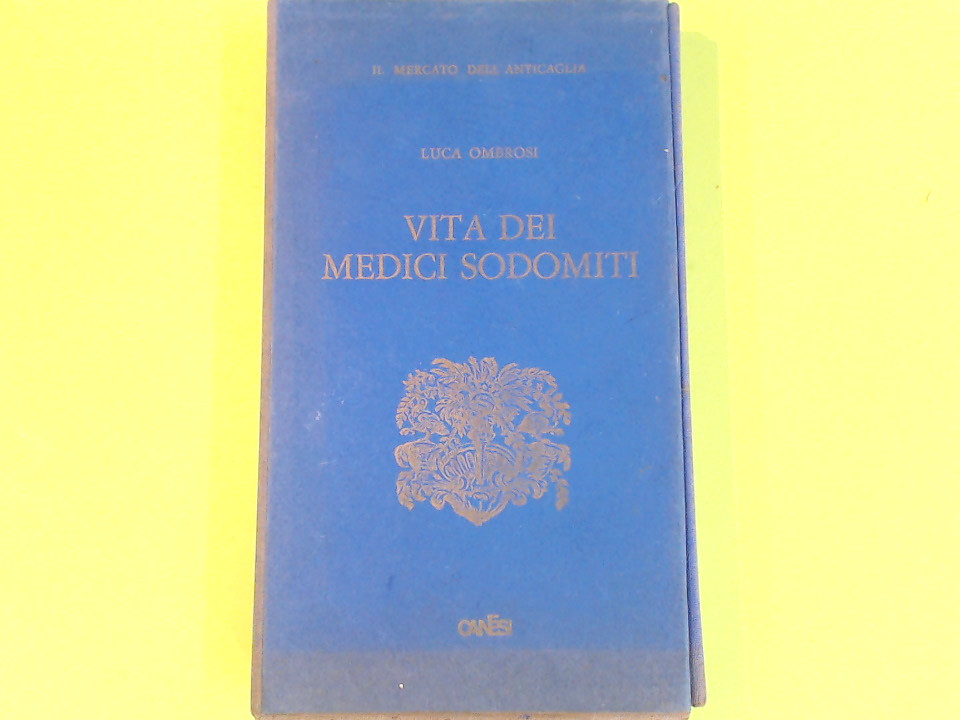 IL MERCATO DELL ANTICAGLIA
LUCA OMBROSI
VITA DEI
MEDICI SODOMITI
CANESI